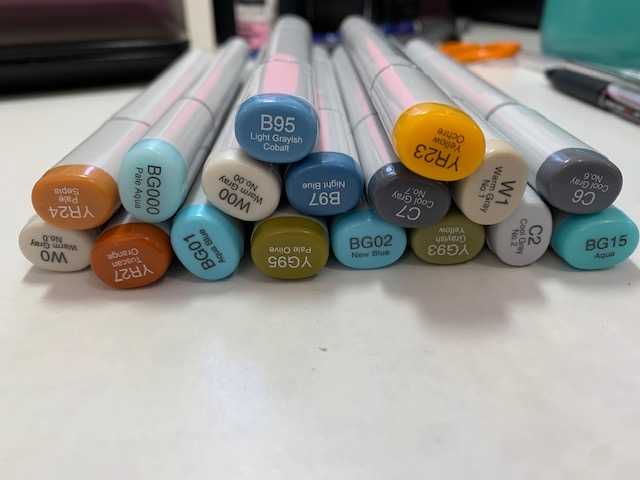 B95
Light Grayish
Cobalt
YR23
Yellow
Ochre
YR24
Pale
Sepia
BG000
Pale Aqua
W00
Warm Gray
No.00
B97
Night Blue
C7
Cool Gray
No.7
W1
Warm Gray
No.1
C6
Cool Gray
No.6
W0
Warm Gray
No.0
YR27
Tuscan
Orange
BG01
Aqua Blue
YG95
Pale Olive
BG02
New Blue
YG93
Grayish
Yellow
C2
Cool Gray
No.2
BG15
Aqua